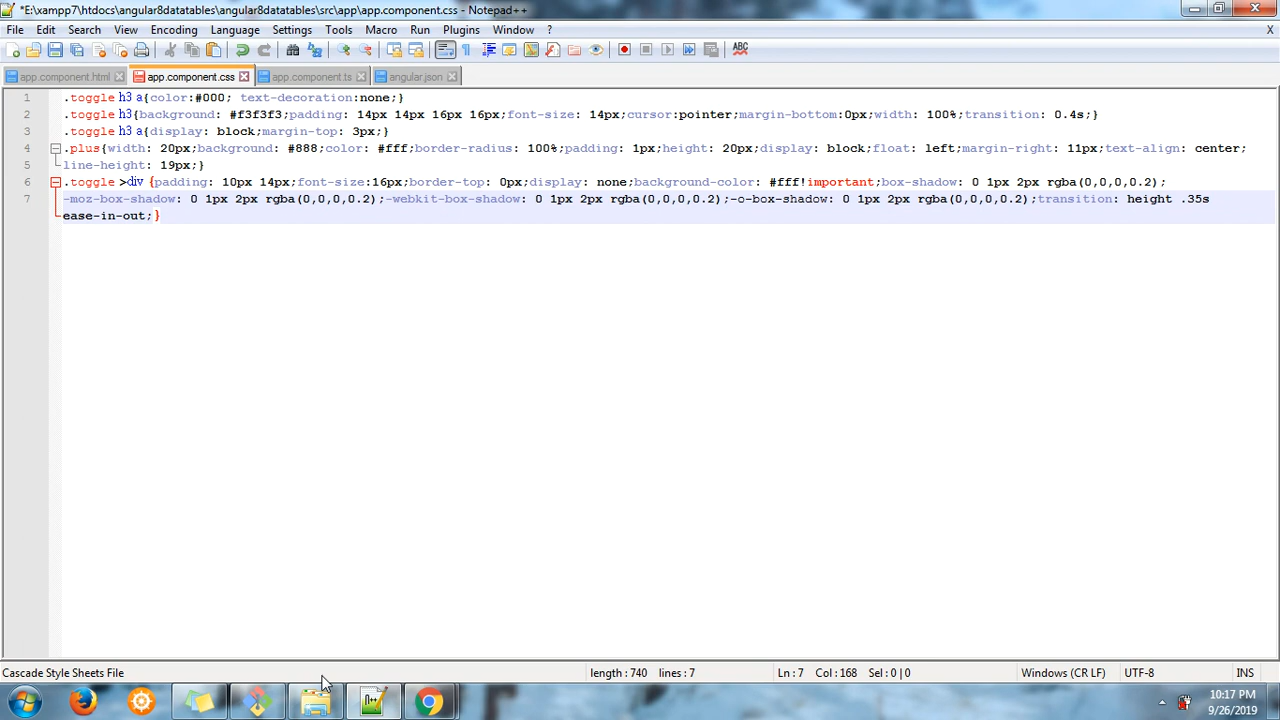 *E:\xampp7\htdocs\angular8datatables\angular8datatables\src\app\app.component.css - Notepad++
File Edit Search View Encoding Language Settings Tools Macro Run Plugins Window ?
X
ABC
app.component.html app.component.css app.component.ts angular.json
1 .toggle h3 a{color:#000; text-decoration:none;}
2 .toggle h3{background: #f3f3f3;padding: 14px 14px 16px 16px;font-size: 14px;cursor:pointer;margin-bottom:0px;width: 100%;transition: 0.4s;}
3 .toggle h3 a{display: block;margin-top: 3px;}
4 .plus{width: 20px;background: #888;color: #fff;border-radius: 100%;padding: 1px;height: 20px;display: block;float: left;margin-right: 11px;text-align: center;
5 line-height: 19px;}
6 .toggle >div {padding: 10px 14px;font-size:16px;border-top: 0px;display: none;background-color: #fff!important;box-shadow: 0 1px 2px rgba(0,0,0,0.2);
7 -moz-box-shadow: 0 1px 2px rgba(0,0,0,0.2);-webkit-box-shadow: 0 1px 2px rgba(0,0,0,0.2);-o-box-shadow: 0 1px 2px rgba(0,0,0,0.2);transition: height .35s
ease-in-out;}
Cascade Style Sheets File length : 740 lines : 7 Ln : 7 Col : 168 Sel : 0 | 0 Windows (CR LF) UTF-8 INS
10:17 PM
9/26/2019